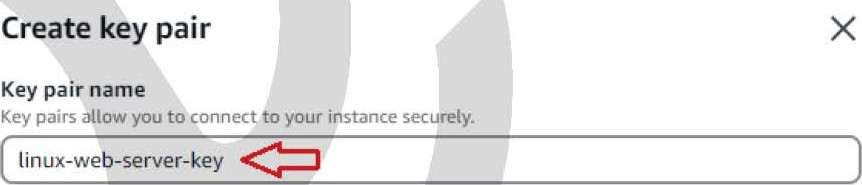 Create key pair
Key pair name
Key pairs allow you to connect to your instance securely.
linux-web-server-key